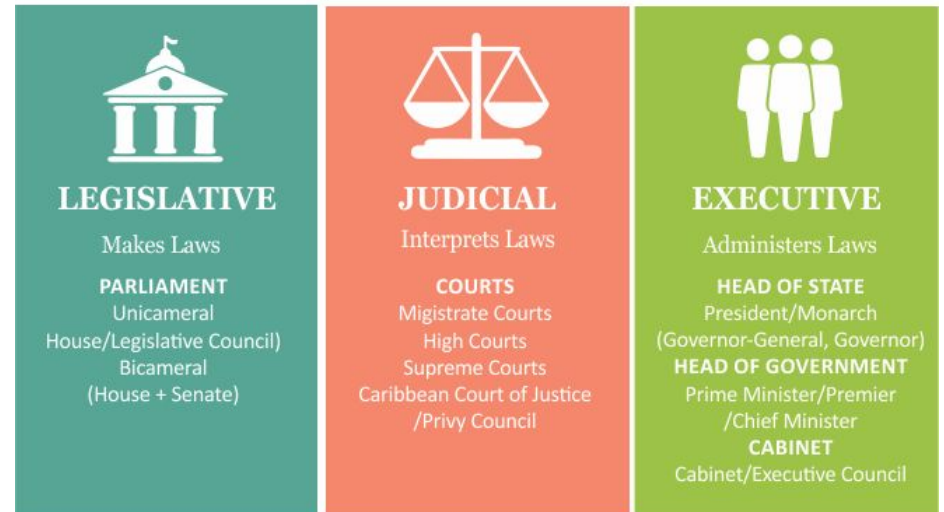 LEGISLATIVE
Makes Laws
PARLIAMENT
Unicameral
House/Legislative Council)
Bicameral
(House + Senate)
JUDICIAL
Interprets Laws
COURTS
Migistrate Courts
High Courts
Supreme Courts
Caribbean Court of Justice
/Privy Council
EXECUTIVE
Administers Laws
HEAD OF STATE
President/Monarch
(Governor-General, Governor)
HEAD OF GOVERNMENT
Prime Minister/Premier
/Chief Minister
CABINET
Cabinet/Executive Council